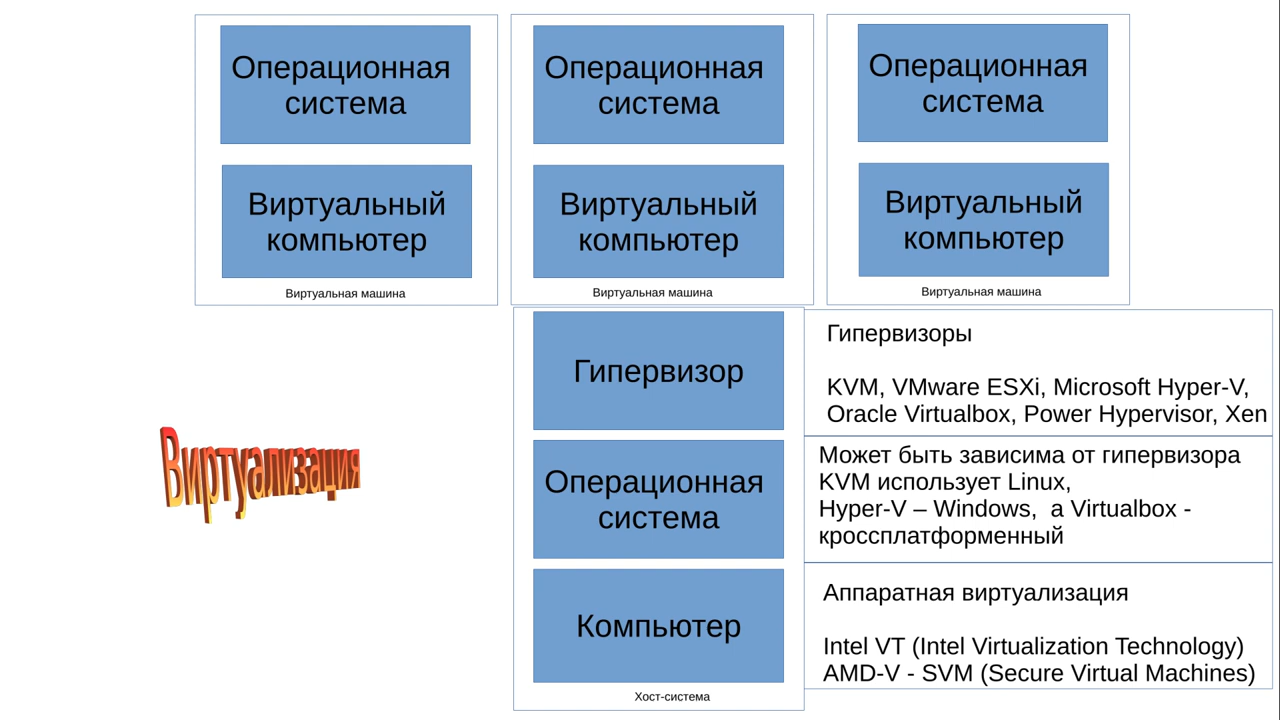 Операционная
система
Виртуальный
компьютер
Виртуальная машина
Операционная
система
Виртуальный
компьютер
Виртуальная машина
Операционная
система
Виртуальный
компьютер
Виртуальная машина
Виртуализация
Гипервизор
Операционная
система
Компьютер
Хост-система
Гипервизоры
KVM, VMware ESXi, Microsoft Hyper-V,
Oracle Virtualbox, Power Hypervisor, Xen
Может быть зависима от гипервизора
KVM использует Linux,
Hyper-V – Windows, а Virtualbox -
кроссплатформенный
Аппаратная виртуализация
Intel VT (Intel Virtualization Technology)
AMD-V - SVM (Secure Virtual Machines)